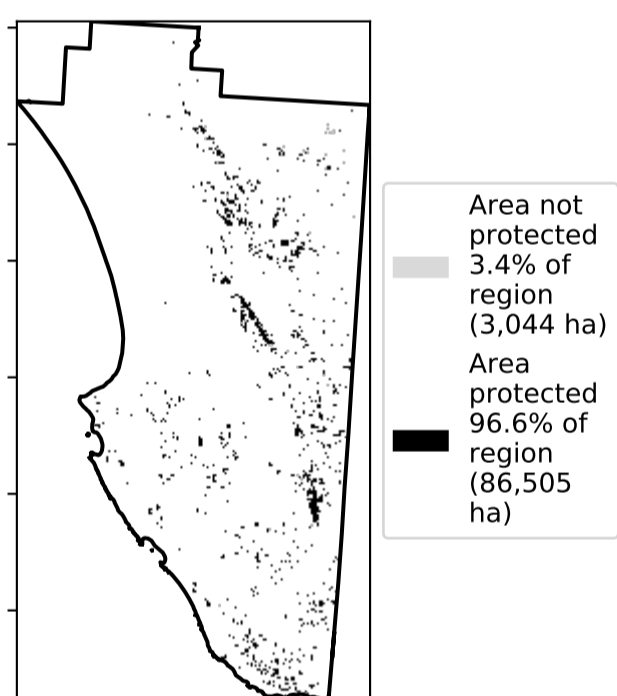 Area not
protected
3.4% of
region
(3,044 ha)
Area
protected
96.6% of
region
(86,505
ha)